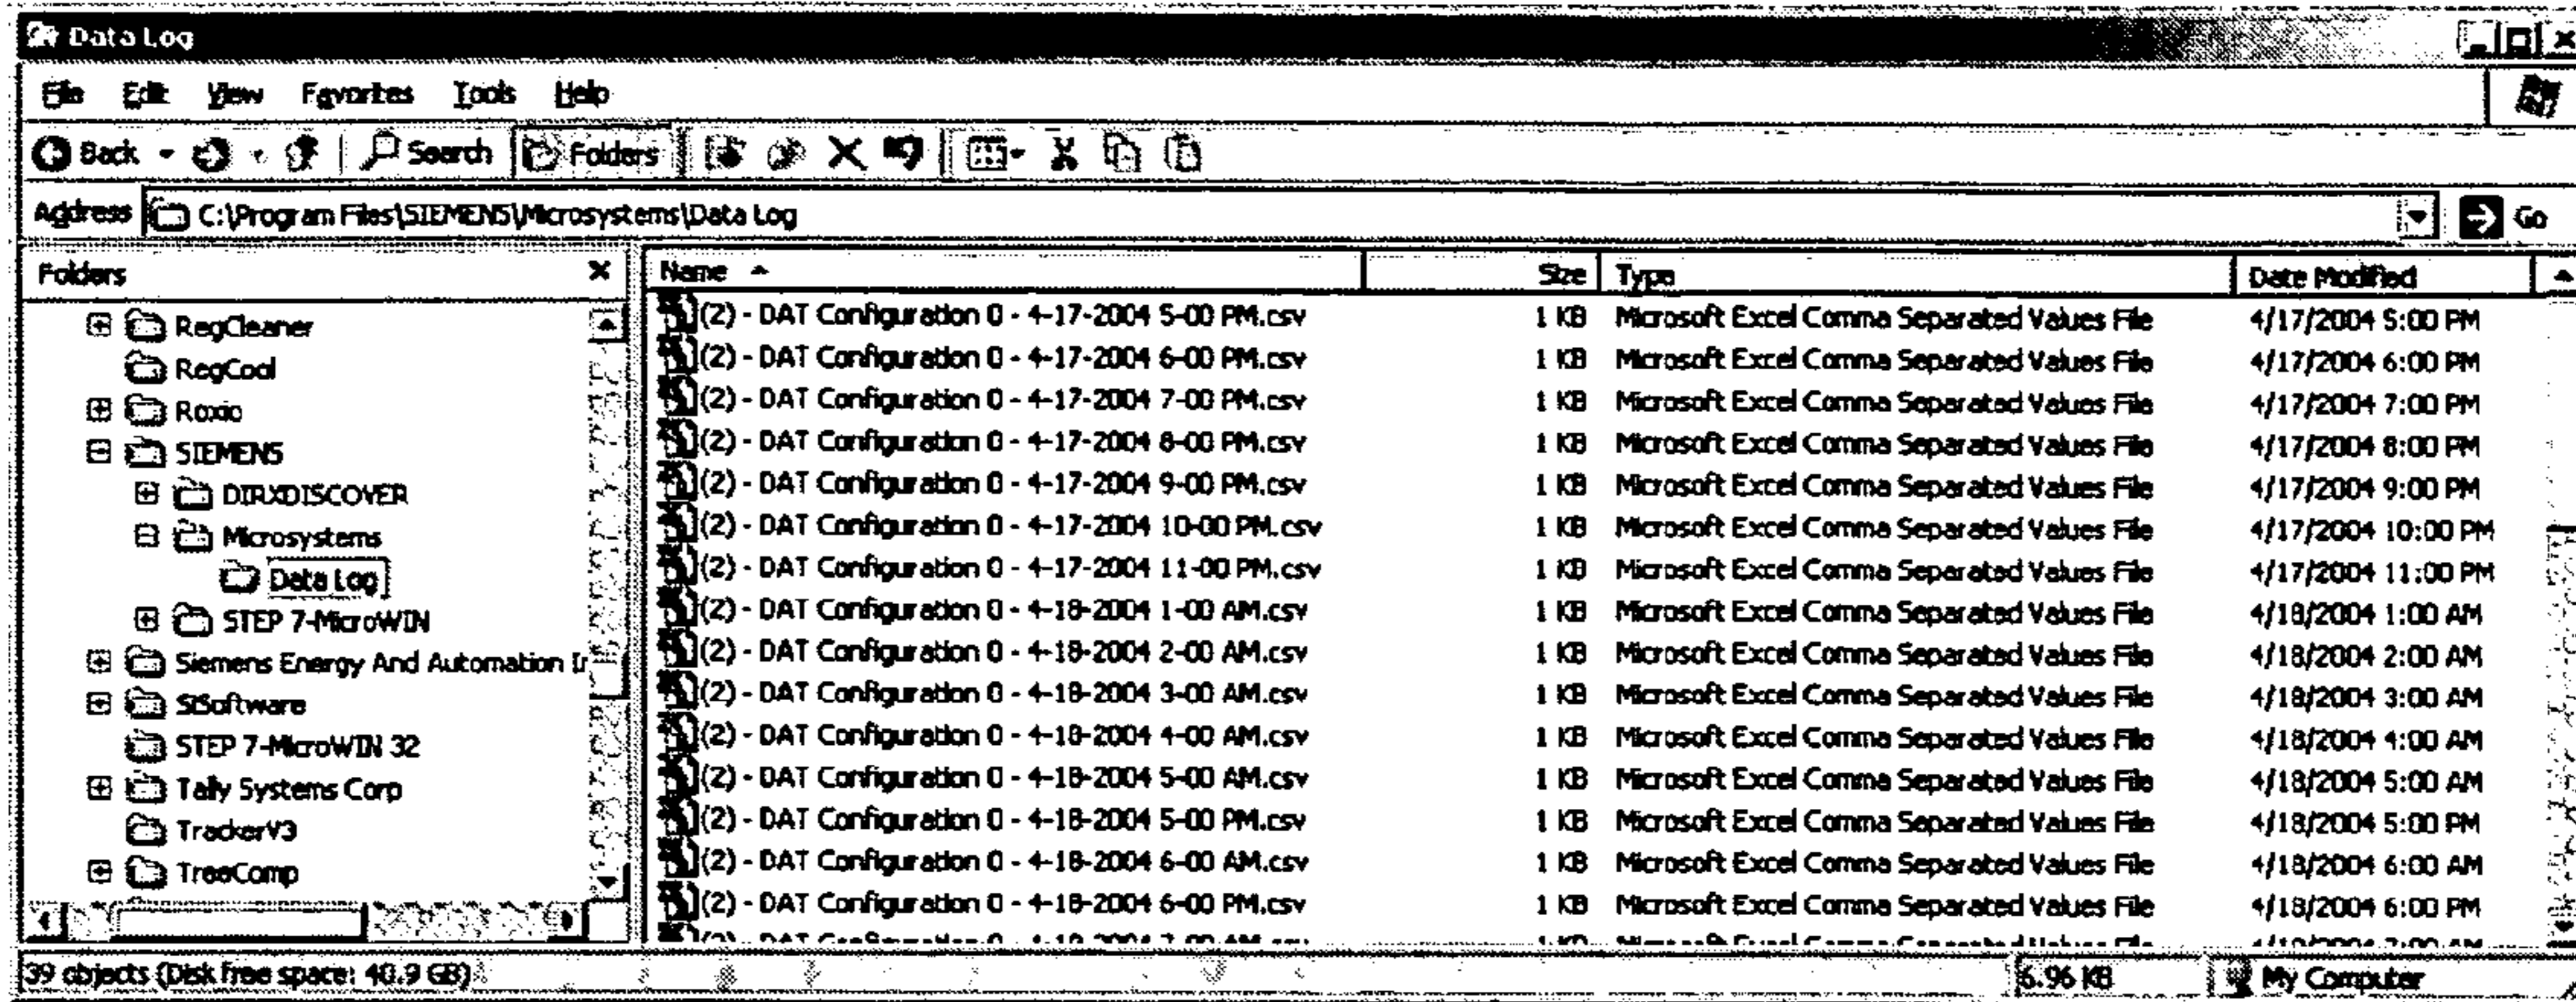 Data Log
File Edit View Favorites Tools Help
Back Search Folders
Address C:\Program Files\SIEMENS\Microsystems\Data Log Go
Folders
RegCleaner
RegCool
Roxio
SIEMENS
DIRXDISCOVER
Microsystems
Data Log
STEP 7-MicroWIN
Siemens Energy And Automation
SiSoftware
STEP 7-MicroWIN 32
Tally Systems Corp
TrackerV3
TreeComp
Name Size Type Date Modified
(2) - DAT Configuration 0 - 4-17-2004 5-00 PM.csv 1 KB Microsoft Excel Comma Separated Values File 4/17/2004 5:00 PM
(2) - DAT Configuration 0 - 4-17-2004 6-00 PM.csv 1 KB Microsoft Excel Comma Separated Values File 4/17/2004 6:00 PM
(2) - DAT Configuration 0 - 4-17-2004 7-00 PM.csv 1 KB Microsoft Excel Comma Separated Values File 4/17/2004 7:00 PM
(2) - DAT Configuration 0 - 4-17-2004 8-00 PM.csv 1 KB Microsoft Excel Comma Separated Values File 4/17/2004 8:00 PM
(2) - DAT Configuration 0 - 4-17-2004 9-00 PM.csv 1 KB Microsoft Excel Comma Separated Values File 4/17/2004 9:00 PM
(2) - DAT Configuration 0 - 4-17-2004 10-00 PM.csv 1 KB Microsoft Excel Comma Separated Values File 4/17/2004 10:00 PM
(2) - DAT Configuration 0 - 4-17-2004 11-00 PM.csv 1 KB Microsoft Excel Comma Separated Values File 4/17/2004 11:00 PM
(2) - DAT Configuration 0 - 4-18-2004 1-00 AM.csv 1 KB Microsoft Excel Comma Separated Values File 4/18/2004 1:00 AM
(2) - DAT Configuration 0 - 4-18-2004 2-00 AM.csv 1 KB Microsoft Excel Comma Separated Values File 4/18/2004 2:00 AM
(2) - DAT Configuration 0 - 4-18-2004 3-00 AM.csv 1 KB Microsoft Excel Comma Separated Values File 4/18/2004 3:00 AM
(2) - DAT Configuration 0 - 4-18-2004 4-00 AM.csv 1 KB Microsoft Excel Comma Separated Values File 4/18/2004 4:00 AM
(2) - DAT Configuration 0 - 4-18-2004 5-00 AM.csv 1 KB Microsoft Excel Comma Separated Values File 4/18/2004 5:00 AM
(2) - DAT Configuration 0 - 4-18-2004 5-00 PM.csv 1 KB Microsoft Excel Comma Separated Values File 4/18/2004 5:00 PM
(2) - DAT Configuration 0 - 4-18-2004 6-00 AM.csv 1 KB Microsoft Excel Comma Separated Values File 4/18/2004 6:00 AM
(2) - DAT Configuration 0 - 4-18-2004 6-00 PM.csv 1 KB Microsoft Excel Comma Separated Values File 4/18/2004 6:00 PM
39 objects (Disk free space: 40.9 GB) 6.96 KB My Computer